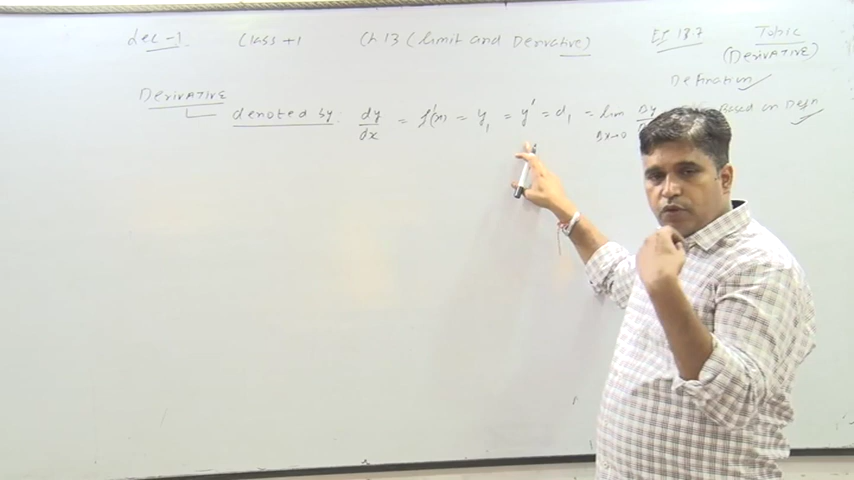 Lec-1 Class +1 Ch 13 (Limit and Derivative) Ex 13.7 Topic
(DERIVATIVE)
Defination
DERIVATIVE
denoted by: dy/dx = f'(x) = y₁ = y' = d₁ = lim Δx→0 Δy Based on Defn